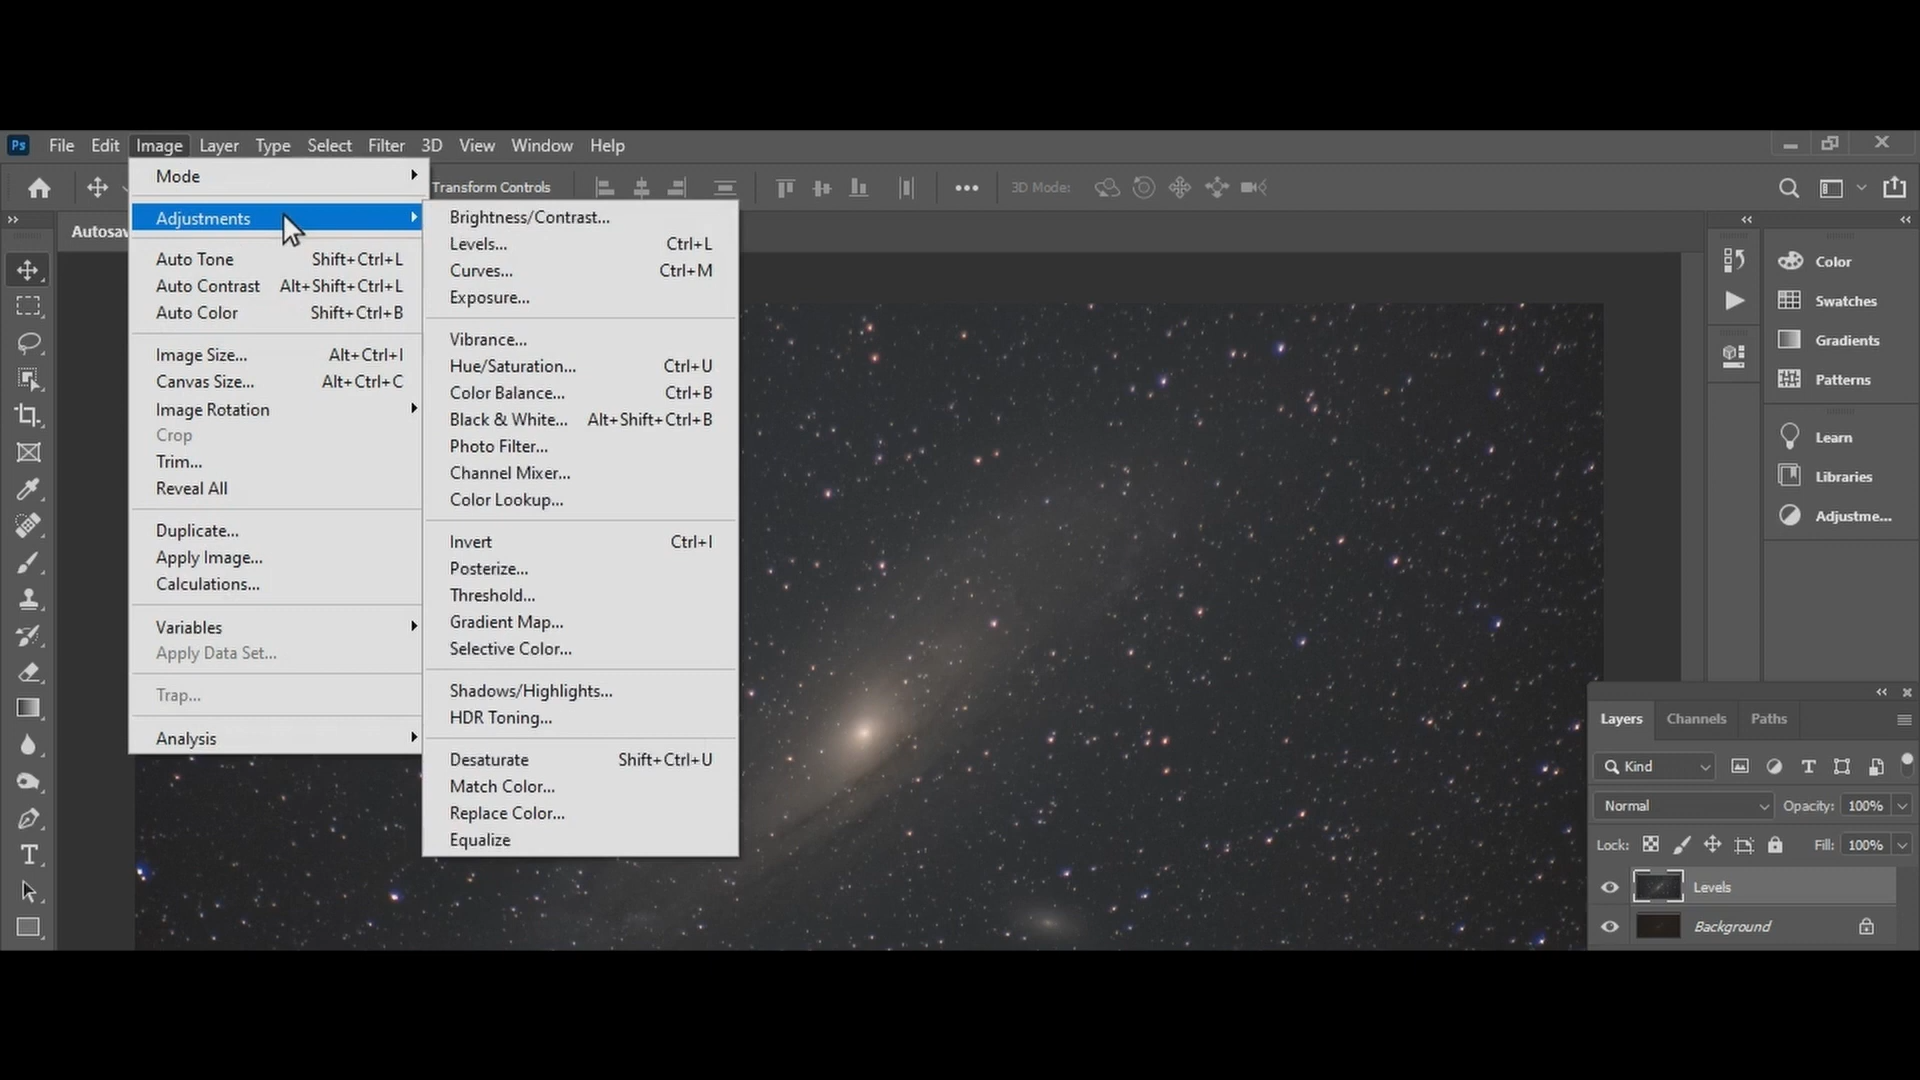 Ps File Edit Image Layer Type Select Filter 3D View Window Help
Transform Controls 3D Mode:
Autosav
Mode
Adjustments
Auto Tone Shift+Ctrl+L
Auto Contrast Alt+Shift+Ctrl+L
Auto Color Shift+Ctrl+B
Image Size... Alt+Ctrl+I
Canvas Size... Alt+Ctrl+C
Image Rotation
Crop
Trim...
Reveal All
Duplicate...
Apply Image...
Calculations...
Variables
Apply Data Set...
Trap...
Analysis
Brightness/Contrast...
Levels... Ctrl+L
Curves... Ctrl+M
Exposure...
Vibrance...
Hue/Saturation... Ctrl+U
Color Balance... Ctrl+B
Black & White... Alt+Shift+Ctrl+B
Photo Filter...
Channel Mixer...
Color Lookup...
Invert Ctrl+I
Posterize...
Threshold...
Gradient Map...
Selective Color...
Shadows/Highlights...
HDR Toning...
Desaturate Shift+Ctrl+U
Match Color...
Replace Color...
Equalize
Color
Swatches
Gradients
Patterns
Learn
Libraries
Adjustme...
Layers Channels Paths
Kind
Normal Opacity: 100%
Lock: Fill: 100%
Levels
Background